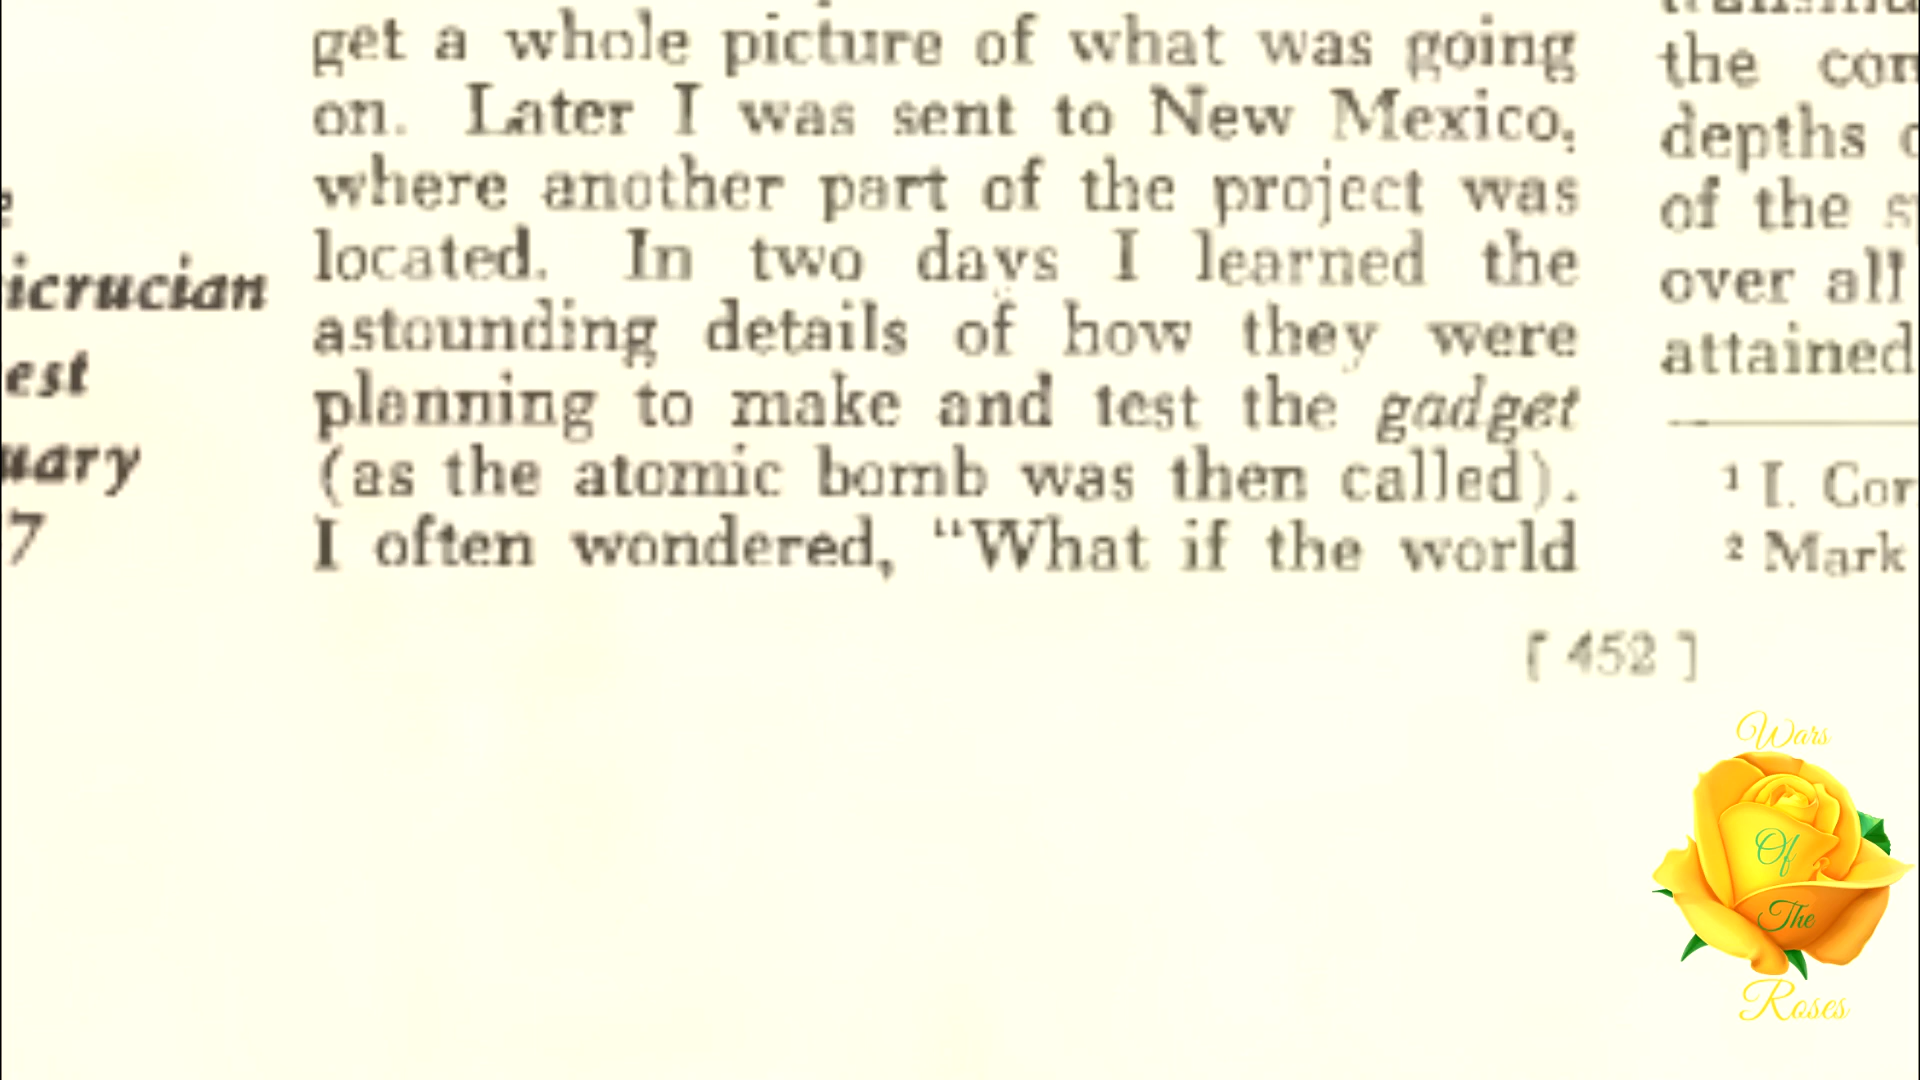 get a whole picture of what was going
on. Later I was sent to New Mexico,
where another part of the project was
located. In two days I learned the
astounding details of how they were
planning to make and test the gadget
(as the atomic bomb was then called).
I often wondered, "What if the world
e
icrucian
est
uary
7
the con
depths o
of the s
over all
attained
¹ I. Cor
² Mark
[ 452 ]
Wars
Of
The
Roses